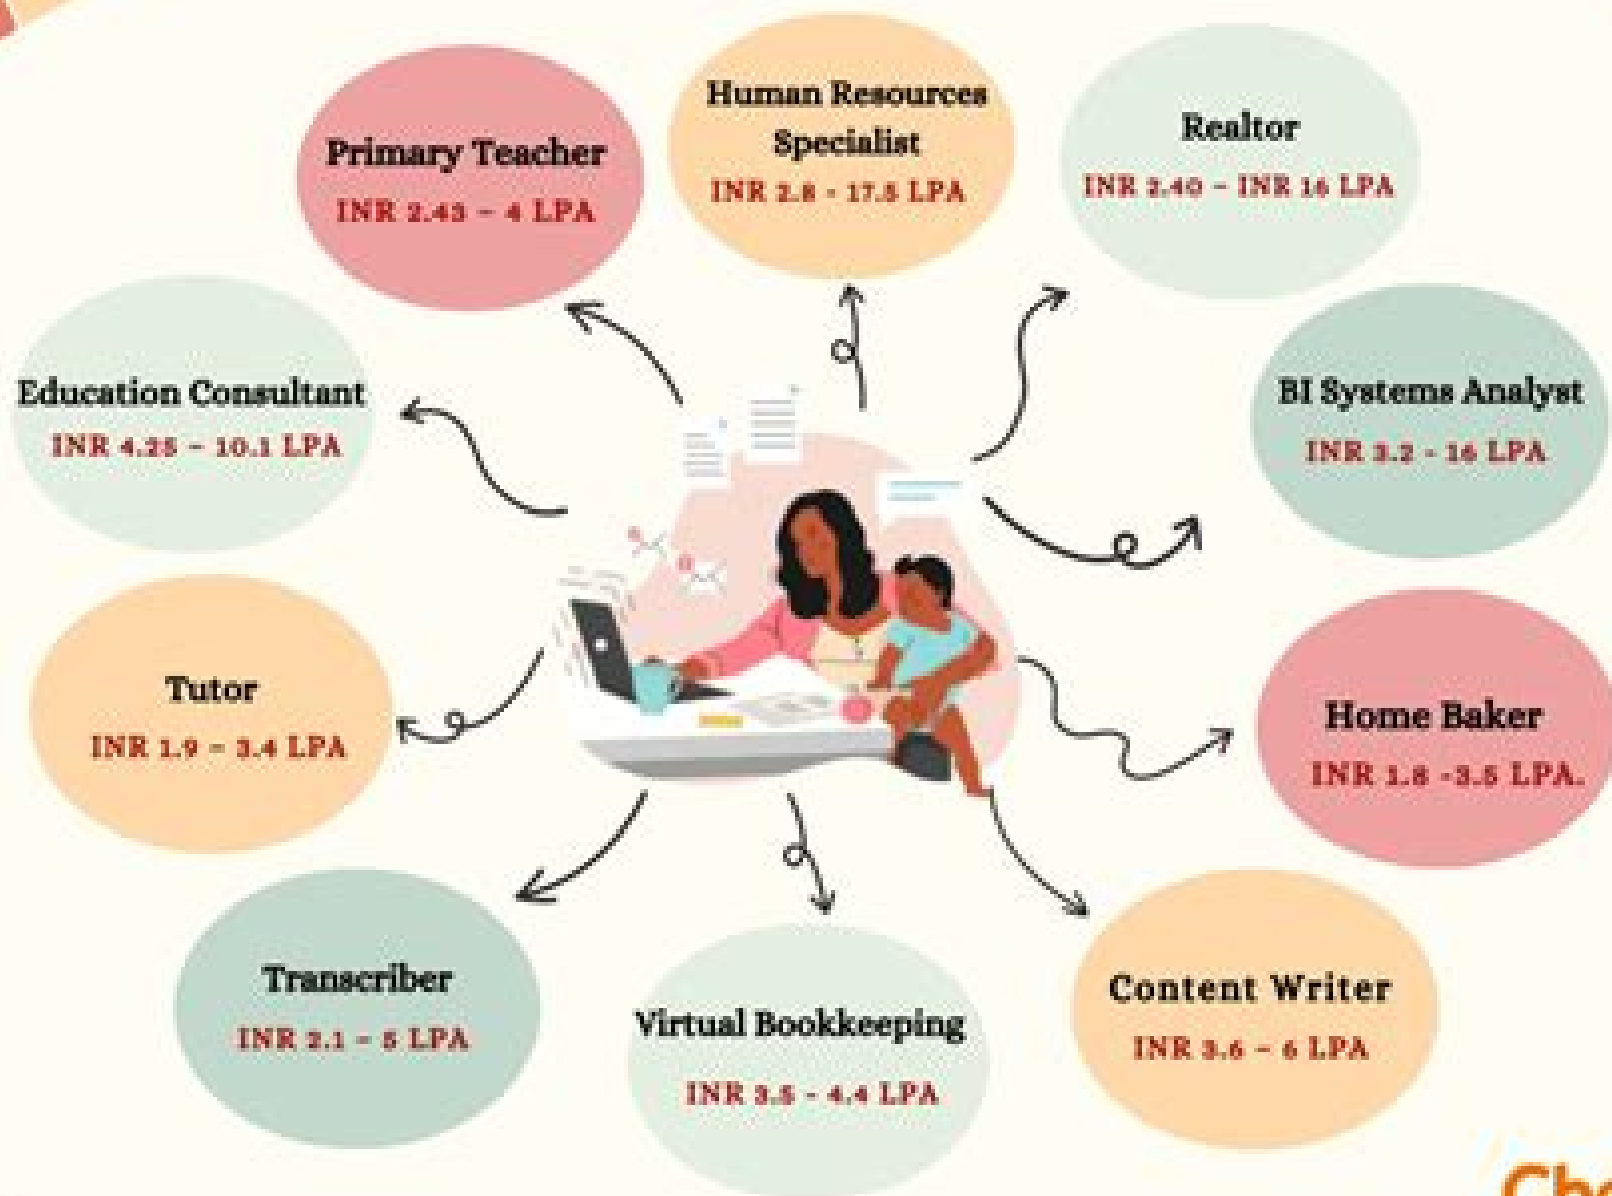 Human Resources
Specialist
INR 2.8 - 17.5 LPA
Primary Teacher
INR 2.43 – 4 LPA
Realtor
INR 2.40 – INR 16 LPA
Education Consultant
INR 4.25 – 10.1 LPA
BI Systems Analyst
INR 3.2 - 16 LPA
Tutor
INR 1.9 – 3.4 LPA
Home Baker
INR 1.8 -3.5 LPA.
Transcriber
INR 2.1 – 5 LPA
Virtual Bookkeeping
INR 3.5 - 4.4 LPA
Content Writer
INR 3.6 – 6 LPA